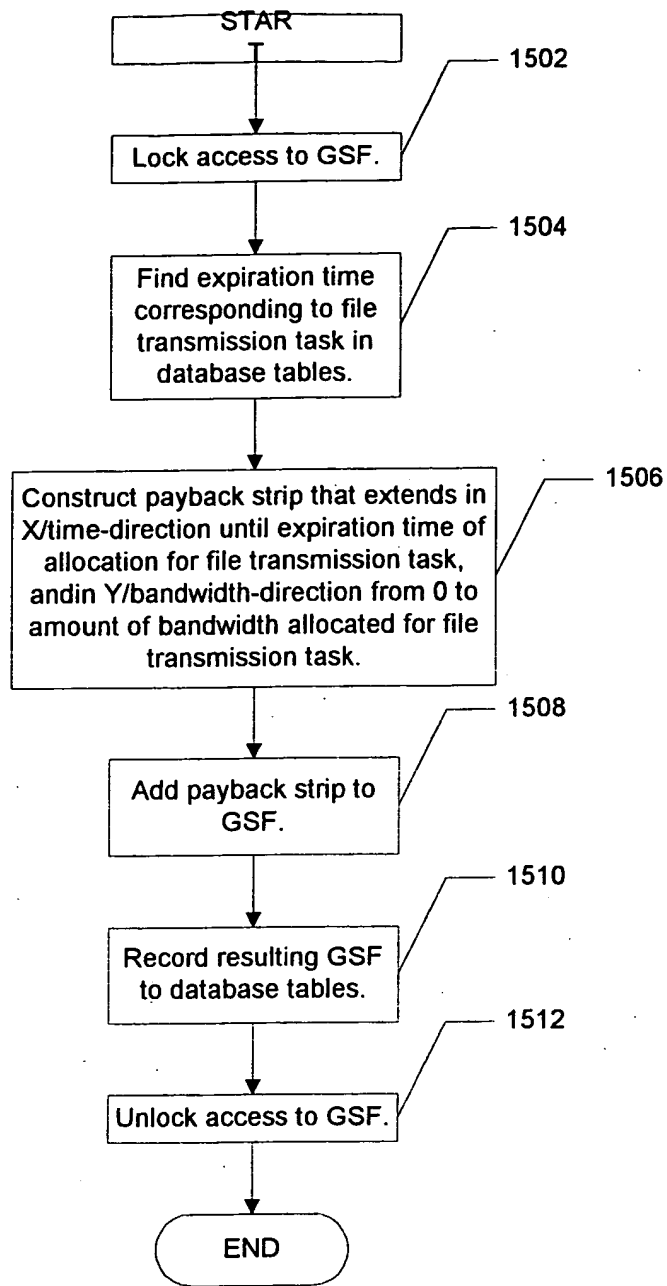 STAR
T
1502
Lock access to GSF.
1504
Find expiration time
corresponding to file
transmission task in
database tables.
1506
Construct payback strip that extends in
X/time-direction until expiration time of
allocation for file transmission task,
andin Y/bandwidth-direction from 0 to
amount of bandwidth allocated for file
transmission task.
1508
Add payback strip to
GSF.
1510
Record resulting GSF
to database tables.
1512
Unlock access to GSF.
END